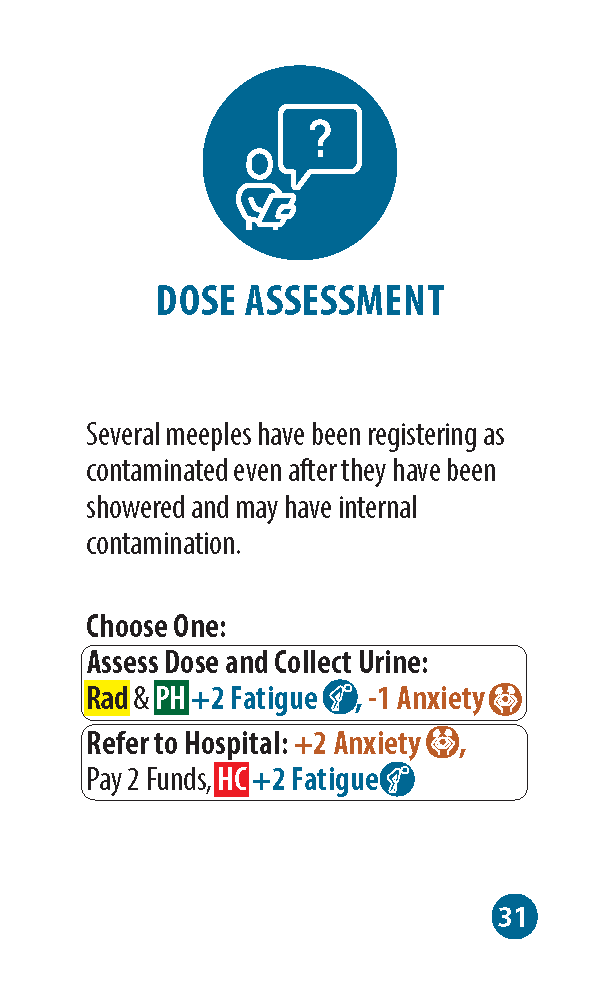 ?
DOSE ASSESSMENT
Several meeples have been registering as
contaminated even after they have been
showered and may have internal
contamination.
Choose One:
Assess Dose and Collect Urine:
Rad & PH +2 Fatigue , -1 Anxiety
Refer to Hospital: +2 Anxiety ,
Pay 2 Funds, HC +2 Fatigue
31